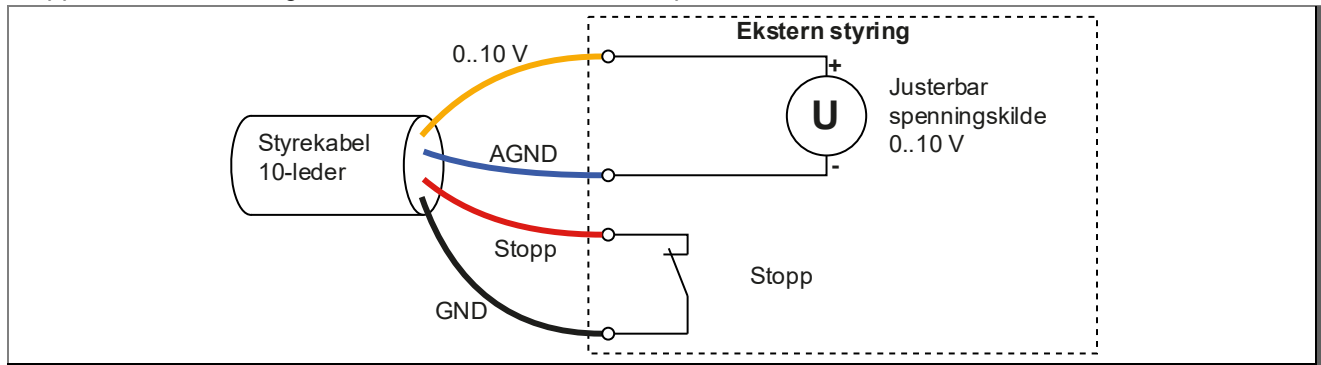 Ekstern styring
0..10 V
+
U
Justerbar
spenningskilde
0..10 V
-
Styrekabel
10-leder
AGND
Stopp
Stopp
GND